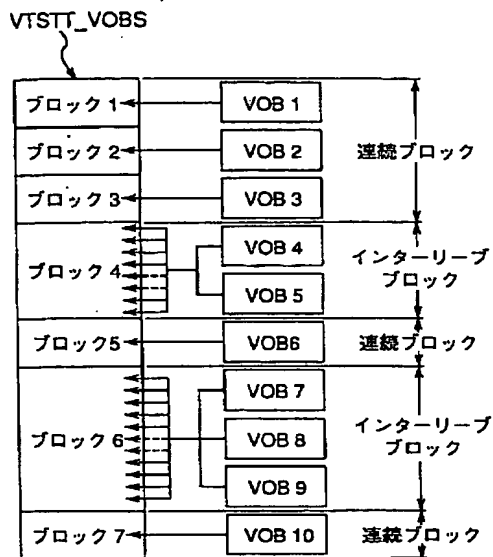 VTSTT_VOBS
ブロック 1
VOB 1
ブロック 2
VOB 2
連続ブロック
ブロック 3
VOB 3
VOB 4
ブロック 4
インターリーブ
ブロック
VOB 5
ブロック5
VOB6
連続ブロック
VOB 7
ブロック 6
VOB 8
インターリーブ
ブロック
VOB 9
ブロック 7
VOB 10
連続ブロック